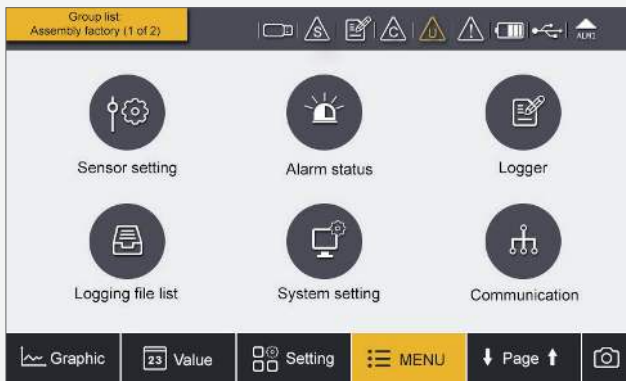 Group list
Assembly factory (1 of 2)
S
C
U
ALM1
Sensor setting
Alarm status
Logger
Logging file list
System setting
Communication
Graphic
23 Value
Setting
MENU
Page